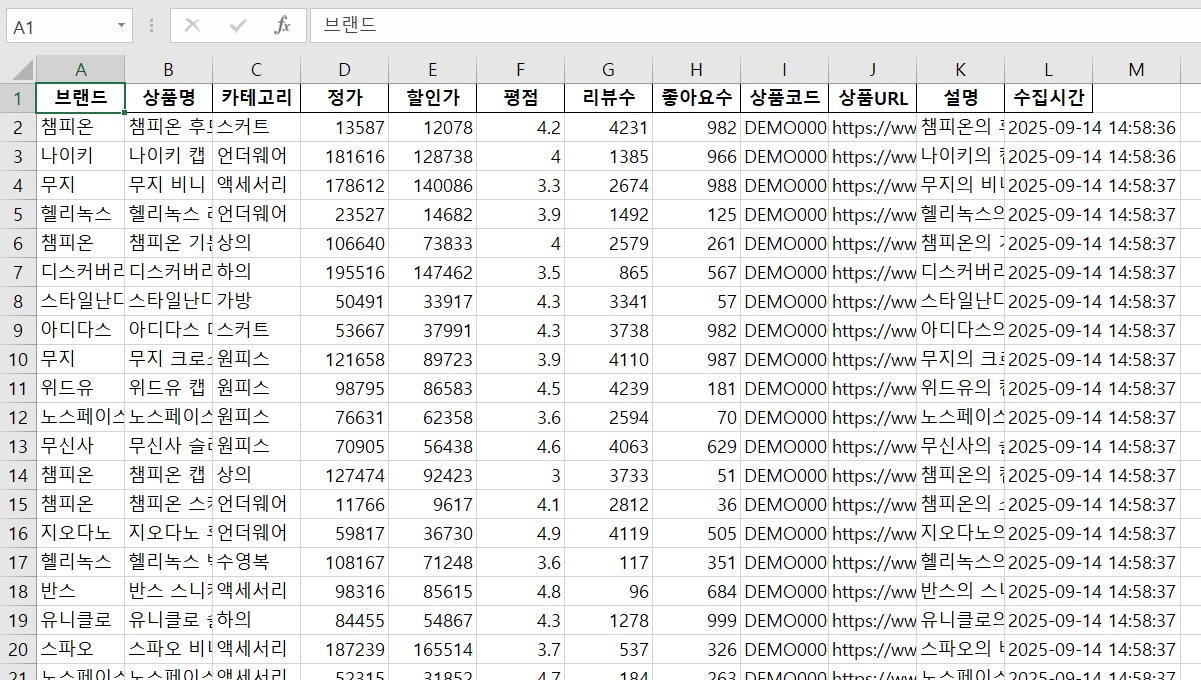 A1 fx 브랜드
A B C D E F G H I J K L M
1 브랜드 상품명 카테고리 정가 할인가 평점 리뷰수 좋아요수 상품코드 상품URL 설명 수집시간
2 챔피온 챔피온 스커트 13587 12078 4.2 4231 982 DEMO000 https://ww 챔피온의 2025-09-14 14:58:36
3 나이키 나이키 캡 언더웨어 181616 128738 4 1385 966 DEMO000 https://ww 나이키의 2025-09-14 14:58:36
4 무지 무지 비니 액세서리 178612 140086 3.3 2674 988 DEMO000 https://ww 무지의 2025-09-14 14:58:37
5 헬리녹스 헬리녹스 언더웨어 23527 14682 3.9 1492 125 DEMO000 https://ww 헬리녹스의 2025-09-14 14:58:37
6 챔피온 챔피온 상의 106640 73833 4 2579 261 DEMO000 https://ww 챔피온의 2025-09-14 14:58:37
7 디스커버리 디스커버리 하의 195516 147462 3.5 865 567 DEMO000 https://ww 디스커버리 2025-09-14 14:58:37
8 스타일난 스타일난 가방 50491 33917 4.3 3341 57 DEMO000 https://ww 스타일난 2025-09-14 14:58:37
9 아디다스 아디다스 스커트 53667 37991 4.3 3738 982 DEMO000 https://ww 아디다스의 2025-09-14 14:58:37
10 무지 무지 원피스 121658 89723 3.9 4110 987 DEMO000 https://ww 무지의 2025-09-14 14:58:37
11 위드유 위드유 캡 원피스 98795 86583 4.5 4239 181 DEMO000 https://ww 위드유의 2025-09-14 14:58:37
12 노스페이스 노스페이스 원피스 76631 62358 3.6 2594 70 DEMO000 https://ww 노스페이스 2025-09-14 14:58:37
13 무신사 무신사 원피스 70905 56438 4.6 4063 629 DEMO000 https://ww 무신사의 2025-09-14 14:58:37
14 챔피온 챔피온 캡 상의 127474 92423 3 3733 51 DEMO000 https://ww 챔피온의 2025-09-14 14:58:37
15 챔피온 챔피온 언더웨어 11766 9617 4.1 2812 36 DEMO000 https://ww 챔피온의 2025-09-14 14:58:37
16 지오다노 지오다노 언더웨어 59817 36730 4.9 4119 505 DEMO000 https://ww 지오다노의 2025-09-14 14:58:37
17 헬리녹스 헬리녹스 수영복 108167 71248 3.6 117 351 DEMO000 https://ww 헬리녹스의 2025-09-14 14:58:37
18 반스 반스 액세서리 98316 85615 4.8 96 684 DEMO000 https://ww 반스의 2025-09-14 14:58:37
19 유니클로 유니클로 하의 84455 54867 4.3 1278 999 DEMO000 https://ww 유니클로의 2025-09-14 14:58:37
20 스파오 스파오 액세서리 187239 165514 3.7 537 326 DEMO000 https://ww 스파오의 2025-09-14 14:58:37
21 노스페이스 노스페이스 액세서리 52315 31852 4.7 184 263 DEMO000 https://ww 노스페이스 2025-09-14 14:58:37